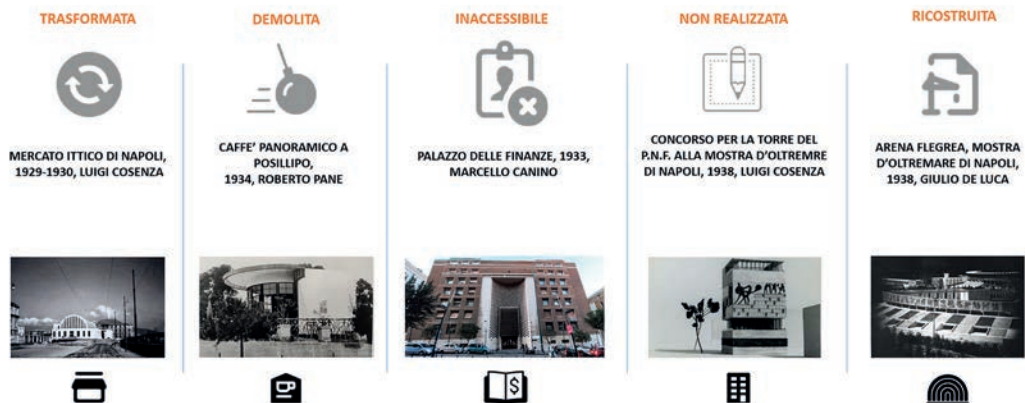 TRASFORMATA
DEMOLITA
INACCESSIBILE
NON REALIZZATA
RICOSTRUITA
MERCATO ITTICO DI NAPOLI,
1929-1930, LUIGI COSENZA
CAFFE' PANORAMICO A
POSILLIPO,
1934, ROBERTO PANE
PALAZZO DELLE FINANZE, 1933,
MARCELLO CANINO
CONCORSO PER LA TORRE DEL
P.N.F. ALLA MOSTRA D'OLTREMRE
DI NAPOLI, 1938, LUIGI COSENZA
ARENA FLEGREA, MOSTRA
D'OLTREMARE DI NAPOLI,
1938, GIULIO DE LUCA
$